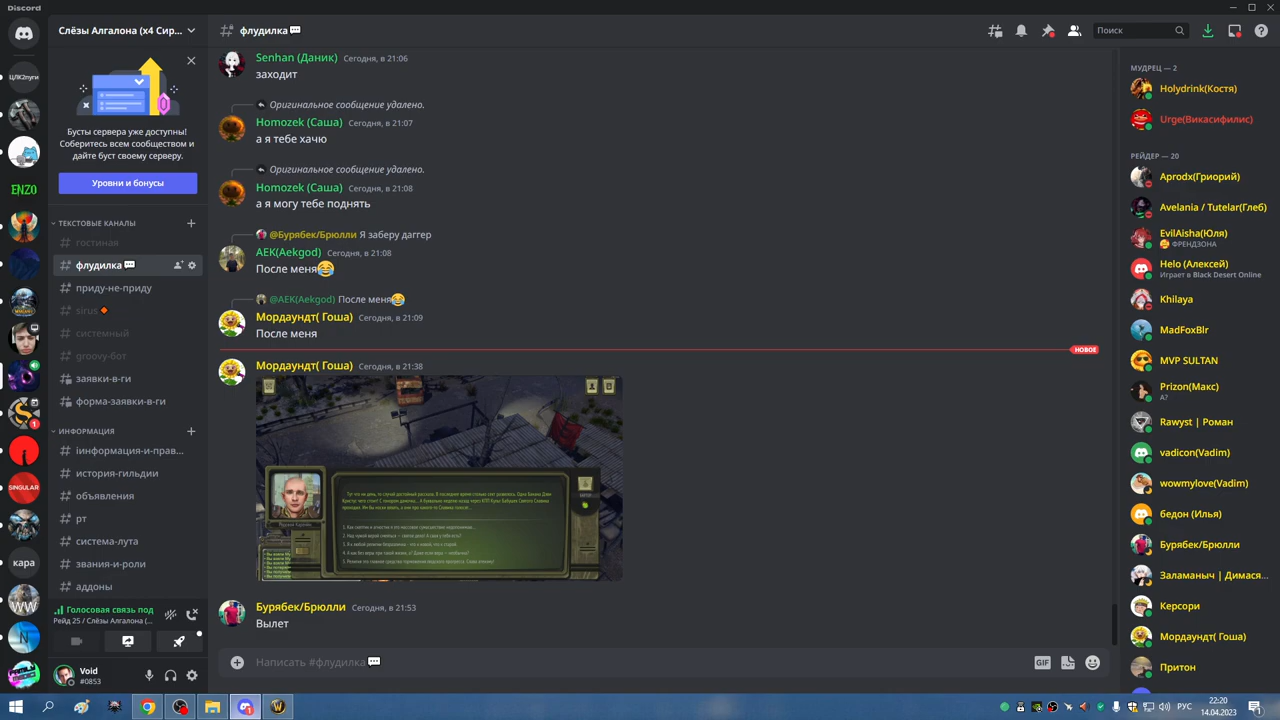 Discord
Слёзы Алгалона (x4 Сир...
флудилка
Поиск
Бусты сервера уже доступны!
Соберитесь всем сообществом и
дайте буст своему серверу.
Уровни и бонусы
ТЕКСТОВЫЕ КАНАЛЫ
гостиная
флудилка
приду-не-приду
sirus
системный
groovy-бот
заявки-в-ги
форма-заявки-в-ги
ИНФОРМАЦИЯ
іинформация-и-прав...
история-гильдии
объявления
рт
система-лута
звания-и-роли
аддоны
Голосовая связь под
Рейд 25 / Слёзы Алгалона (...
Void
#0853
ЦЛК2пуги
ENZO
1
SINGULAR
кара
WW
Senhan (Даник) Сегодня, в 21:06
заходит
Оригинальное сообщение удалено.
Homozek (Саша) Сегодня, в 21:07
а я тебе хачю
Оригинальное сообщение удалено.
Homozek (Саша) Сегодня, в 21:08
а я могу тебе поднять
@Бурябек/Брюлли Я заберу даггер
AEK(Aekgod) Сегодня, в 21:08
После меня😂
@AEK(Aekgod) После меня😂
Мордаундт( Гоша) Сегодня, в 21:09
После меня
НОВОЕ
Мордаундт( Гоша) Сегодня, в 21:38
Бурябек/Брюлли Сегодня, в 21:53
Вылет
Написать #флудилка
GIF
МУДРЕЦ — 2
Holydrink(Костя)
Urge(Викасифилис)
РЕЙДЕР — 20
Aprodx(Гриорий)
Avelania / Tutelar(Глеб)
EvilAisha(Юля)
ФРЕНДЗОНА
Helo (Алексей)
Играет в Black Desert Online
Khilaya
MadFoxBlr
MVP SULTAN
Prizon(Макс)
A?
Rawyst | Роман
vadicon(Vadim)
wowmylove(Vadim)
бедон (Илья)
Бурябек/Брюлли
Заламаныч | Димася...
Керсори
Мордаундт( Гоша)
Притон
РУС
22:20
14.04.2023